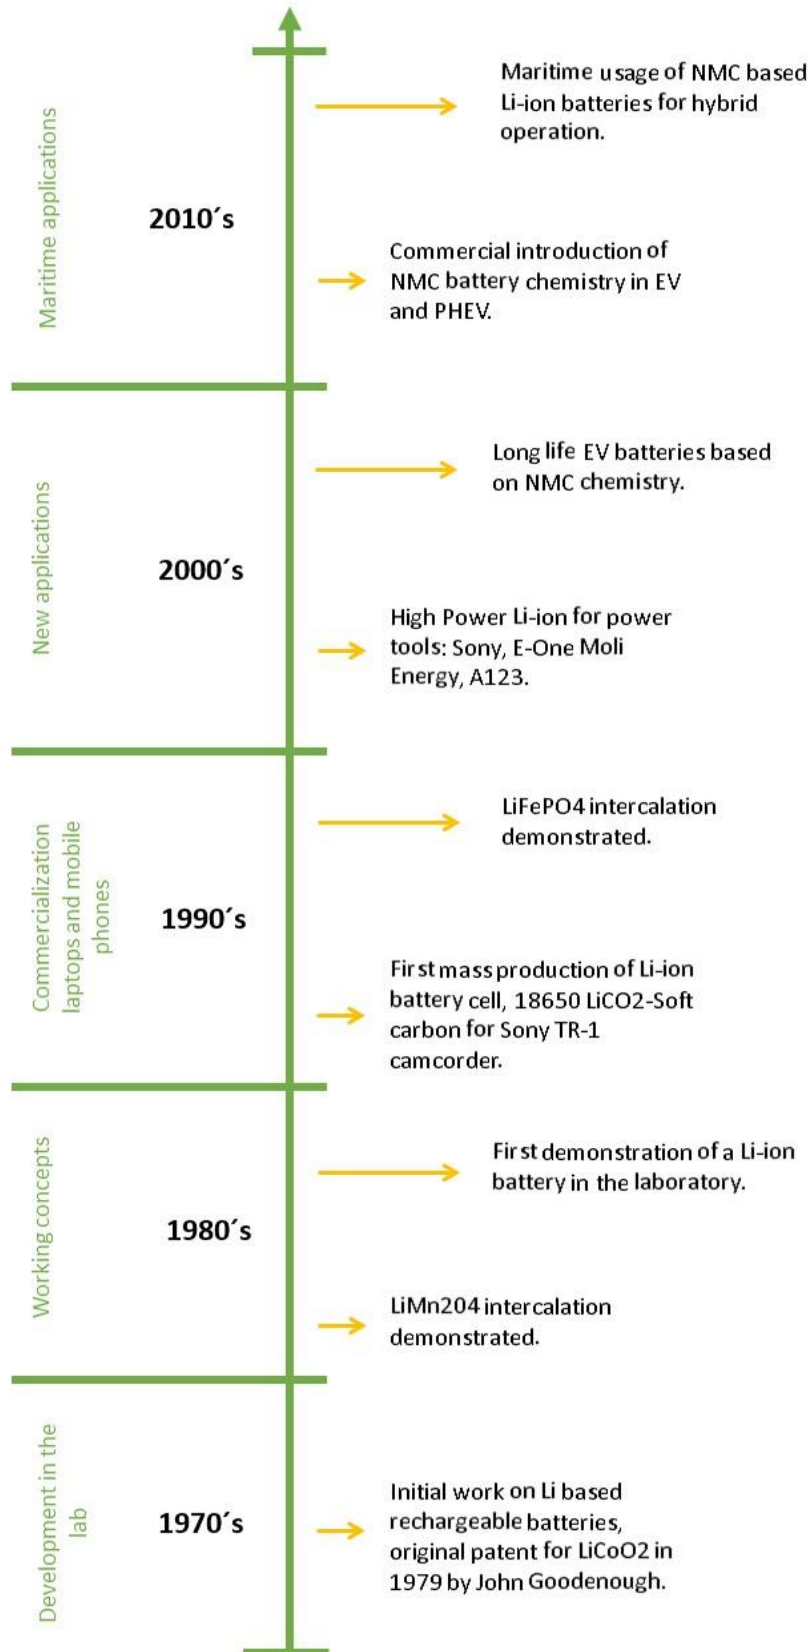 Maritime applications
2010´s
Maritime usage of NMC based
Li-ion batteries for hybrid
operation.
Commercial introduction of
NMC battery chemistry in EV
and PHEV.
New applications
2000´s
Long life EV batteries based
on NMC chemistry.
High Power Li-ion for power
tools: Sony, E-One Moli
Energy, A123.
Commercialization
laptops and mobile
phones
1990´s
LiFePO4 intercalation
demonstrated.
First mass production of Li-ion
battery cell, 18650 LiCO2-Soft
carbon for Sony TR-1
camcorder.
Working concepts
1980´s
First demonstration of a Li-ion
battery in the laboratory.
LiMn204 intercalation
demonstrated.
Development in the
lab
1970´s
Initial work on Li based
rechargeable batteries,
original patent for LiCoO2 in
1979 by John Goodenough.